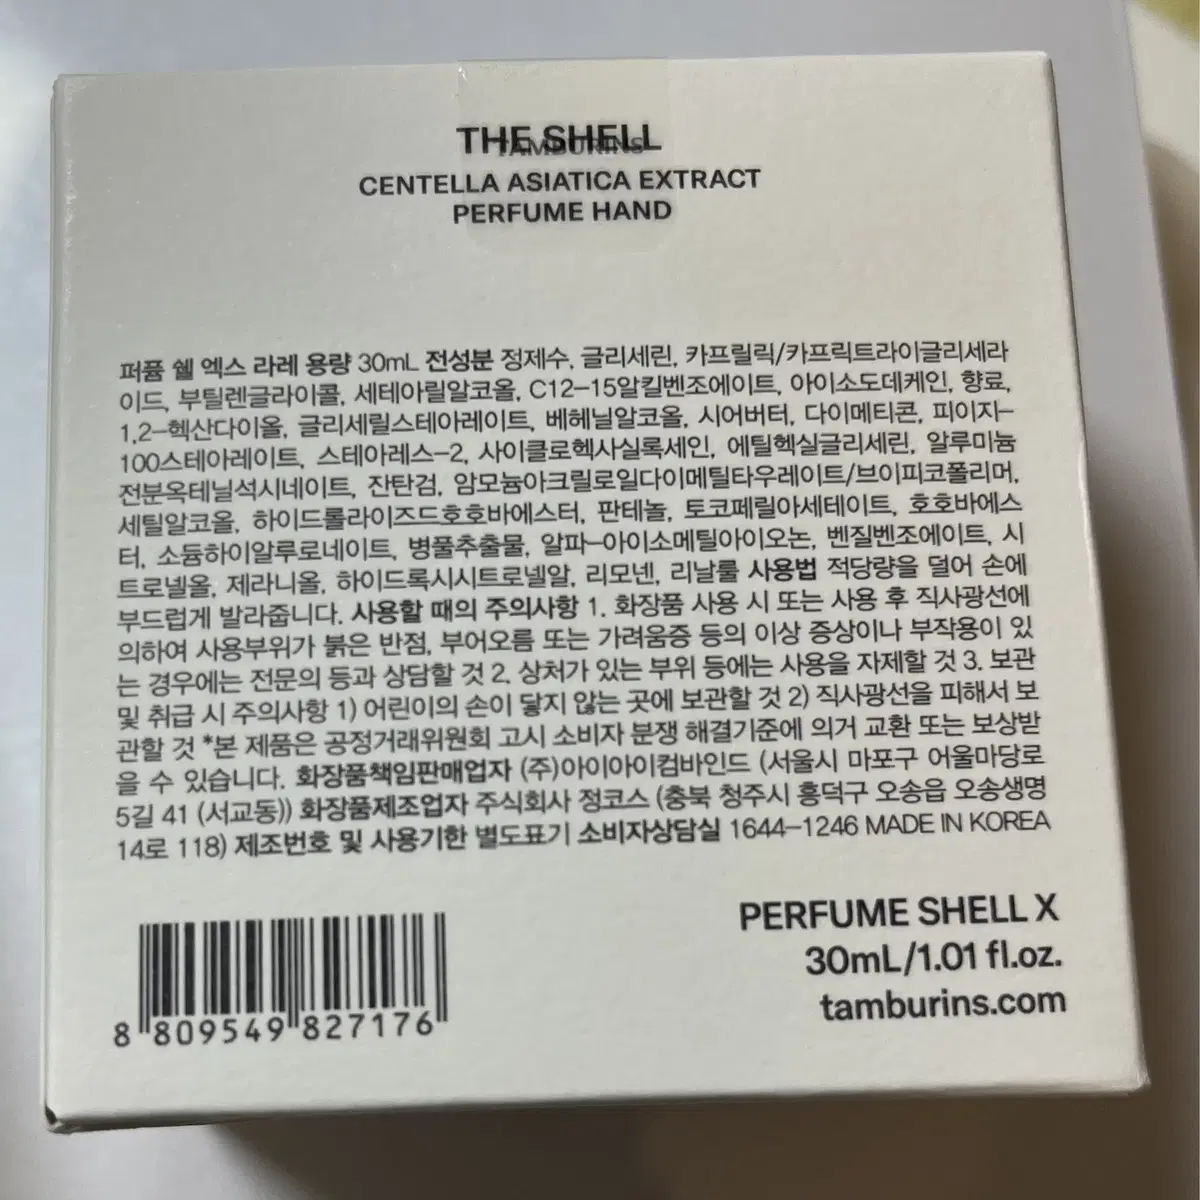 THE SHELL
TAMBURINS
CENTELLA ASIATICA EXTRACT
PERFUME HAND
퍼퓸 쉘 엑스 라레 용량 30mL 전성분 정제수, 글리세린, 카프릴릭/카프릭트라이글리세라
이드, 부틸렌글라이콜, 세테아릴알코올, C12-15알킬벤조에이트, 아이소도데케인, 향료,
1,2-헥산다이올, 글리세릴스테아레이트, 베헤닐알코올, 시어버터, 다이메티콘, 피이지-
100스테아레이트, 스테아레스-2, 사이클로헥사실록세인, 에틸헥실글리세린, 알루미늄
전분옥테닐석시네이트, 잔탄검, 암모늄아크릴로일다이메틸타우레이트/브이피코폴리머,
세틸알코올, 하이드롤라이즈드호호바에스터, 판테놀, 토코페릴아세테이트, 호호바에스
터, 소듐하이알루로네이트, 병풀추출물, 알파-아이소메틸아이오논, 벤질벤조에이트, 시
트로넬올, 제라니올, 하이드록시시트로넬알, 리모넨, 리날룰 사용법 적당량을 덜어 손에
부드럽게 발라줍니다. 사용할 때의 주의사항 1. 화장품 사용 시 또는 사용 후 직사광선에
의하여 사용부위가 붉은 반점, 부어오름 또는 가려움증 등의 이상 증상이나 부작용이 있
는 경우에는 전문의 등과 상담할 것 2. 상처가 있는 부위 등에는 사용을 자제할 것 3. 보관
및 취급 시 주의사항 1) 어린이의 손이 닿지 않는 곳에 보관할 것 2) 직사광선을 피해서 보
관할 것 *본 제품은 공정거래위원회 고시 소비자 분쟁 해결기준에 의거 교환 또는 보상받
을 수 있습니다. 화장품책임판매업자 (주)아이아이컴바인드 (서울시 마포구 어울마당로
5길 41 (서교동)) 화장품제조업자 주식회사 정코스 (충북 청주시 흥덕구 오송읍 오송생명
14로 118) 제조번호 및 사용기한 별도표기 소비자상담실 1644-1246 MADE IN KOREA
PERFUME SHELL X
30mL/1.01 fl.oz.
tamburins.com
8 809549 827176